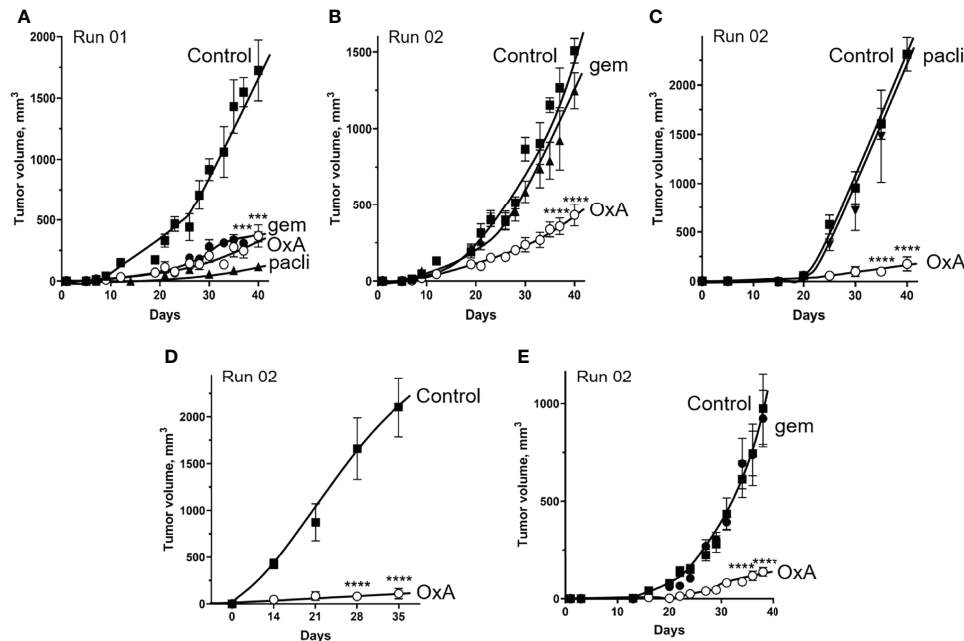 A
Run 01
Tumor volume, mm³
2000
1500
1000
500
0
Control
***
***
gem
OxA
pacli
0
10
20
30
40
Days
B
Run 02
Tumor volume, mm³
1500
1000
500
0
Control
gem
****
****
OxA
0
10
20
30
40
Days
C
Run 02
Tumor volume, mm³
2000
1500
1000
500
0
Control
pacli
****
****
OxA
0
10
20
30
40
Days
D
Run 02
Tumor volume, mm³
2000
1500
1000
500
0
Control
****
****
OxA
0
14
21
28
35
Days
E
Run 02
Tumor volume, mm³
1000
500
0
Control
gem
****
****
OxA
0
10
20
30
40
Days